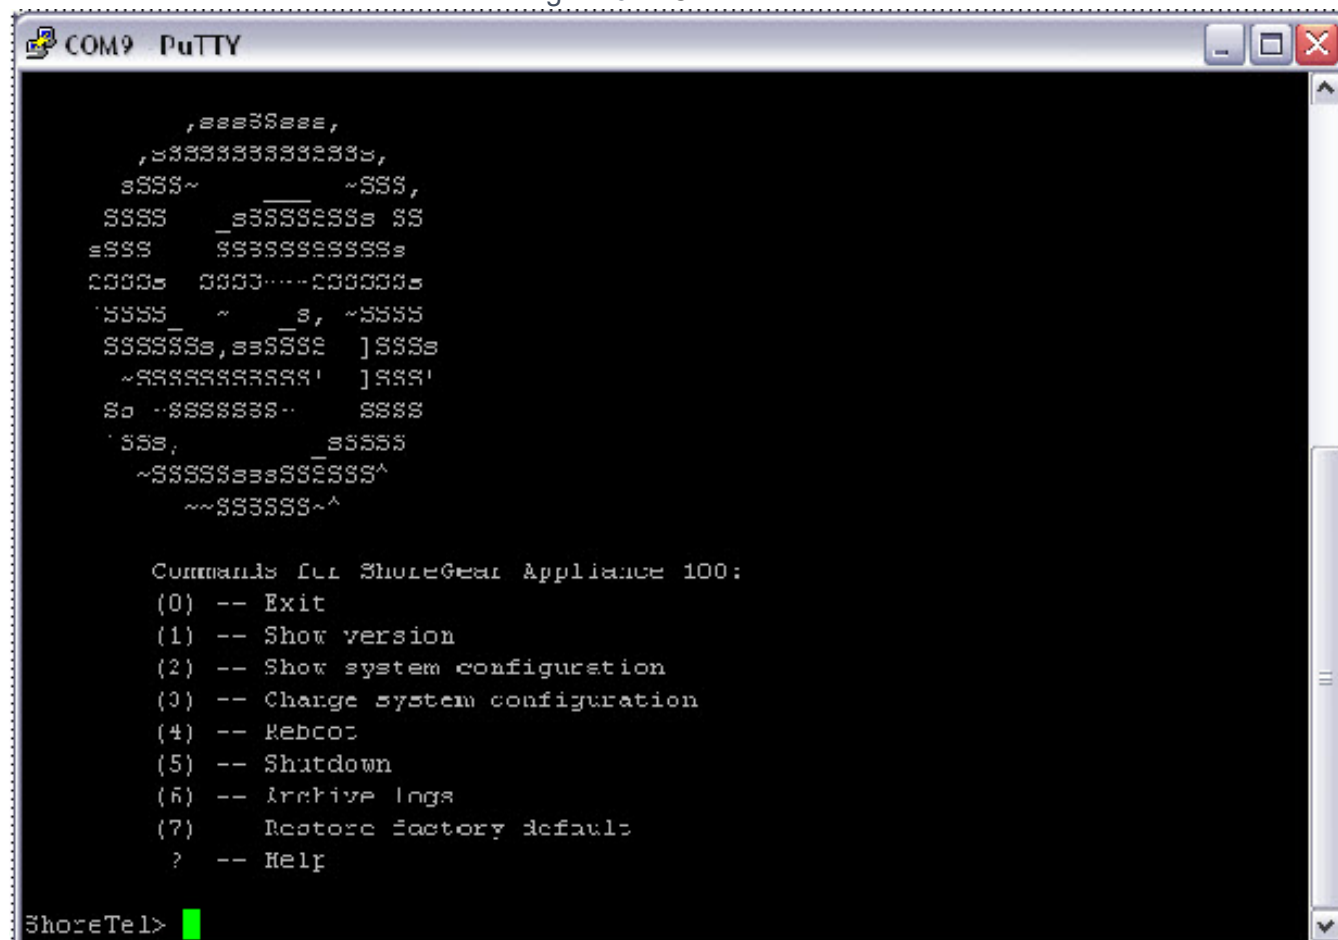 COM9 PuTTY
Commands for ShoreGear Appliance 100:
(0) -- Exit
(1) -- Show version
(2) -- Show system configuration
(3) -- Change system configuration
(4) -- Reboot
(5) -- Shutdown
(6) -- Archive logs
(7) Restore factory default
? -- Help
ShoreTel>